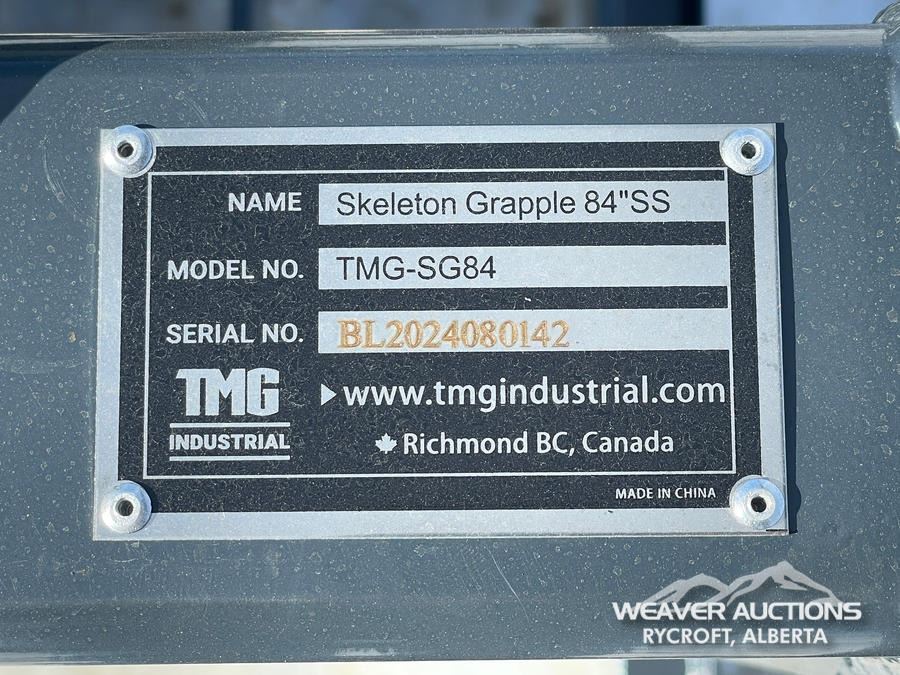 NAME Skeleton Grapple 84"SS
MODEL NO. TMG-SG84
SERIAL NO. BL2024080142
TMG
INDUSTRIAL
www.tmgindustrial.com
Richmond BC, Canada
MADE IN CHINA
WEAVER AUCTIONS
RYCROFT, ALBERTA